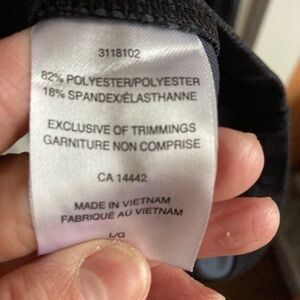 3118102
82% POLYESTER/POLYESTER
18% SPANDEX/ÉLASTHANNE
EXCLUSIVE OF TRIMMINGS
GARNITURE NON COMPRISE
CA 14442
MADE IN VIETNAM
FABRIQUÉ AU VIETNAM
L/G